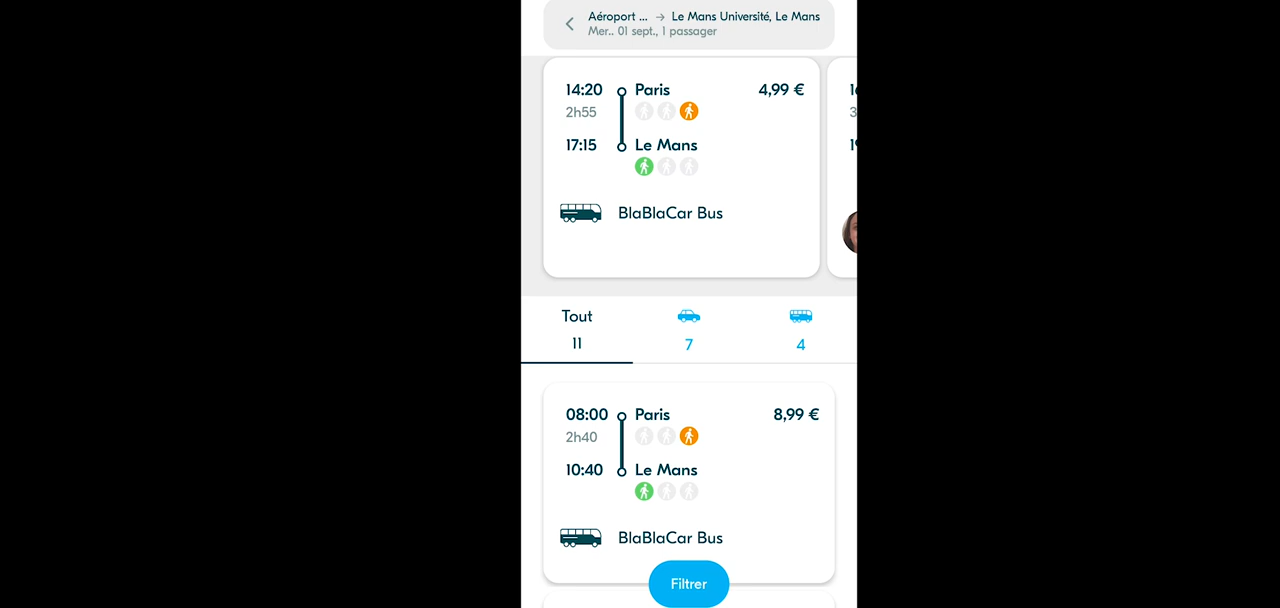 Aéroport ... → Le Mans Université, Le Mans
Mer.. 01 sept., 1 passager
14:20 Paris 4,99 €
2h55
17:15 Le Mans
BlaBlaCar Bus
Tout
11 7 4
08:00 Paris 8,99 €
2h40
10:40 Le Mans
BlaBlaCar Bus
Filtrer